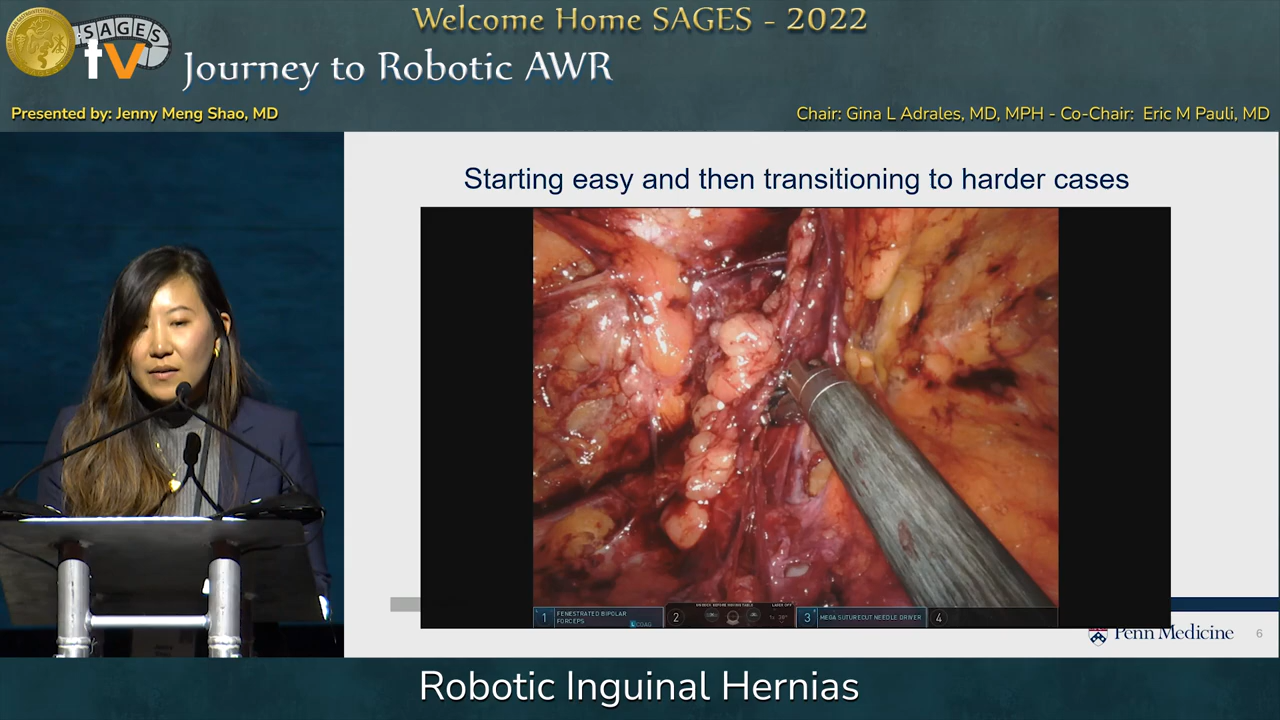 Welcome Home SAGES - 2022
SAGES
tv
Journey to Robotic AWR
Presented by: Jenny Meng Shao, MD
Chair: Gina L Adrales, MD, MPH - Co-Chair: Eric M Pauli, MD
Starting easy and then transitioning to harder cases
1
FENESTRATED BIPOLAR
FORCEPS
2
30°
3
MEGA SUTURECUT NEEDLE DRIVER
4
Penn Medicine
6
Robotic Inguinal Hernias